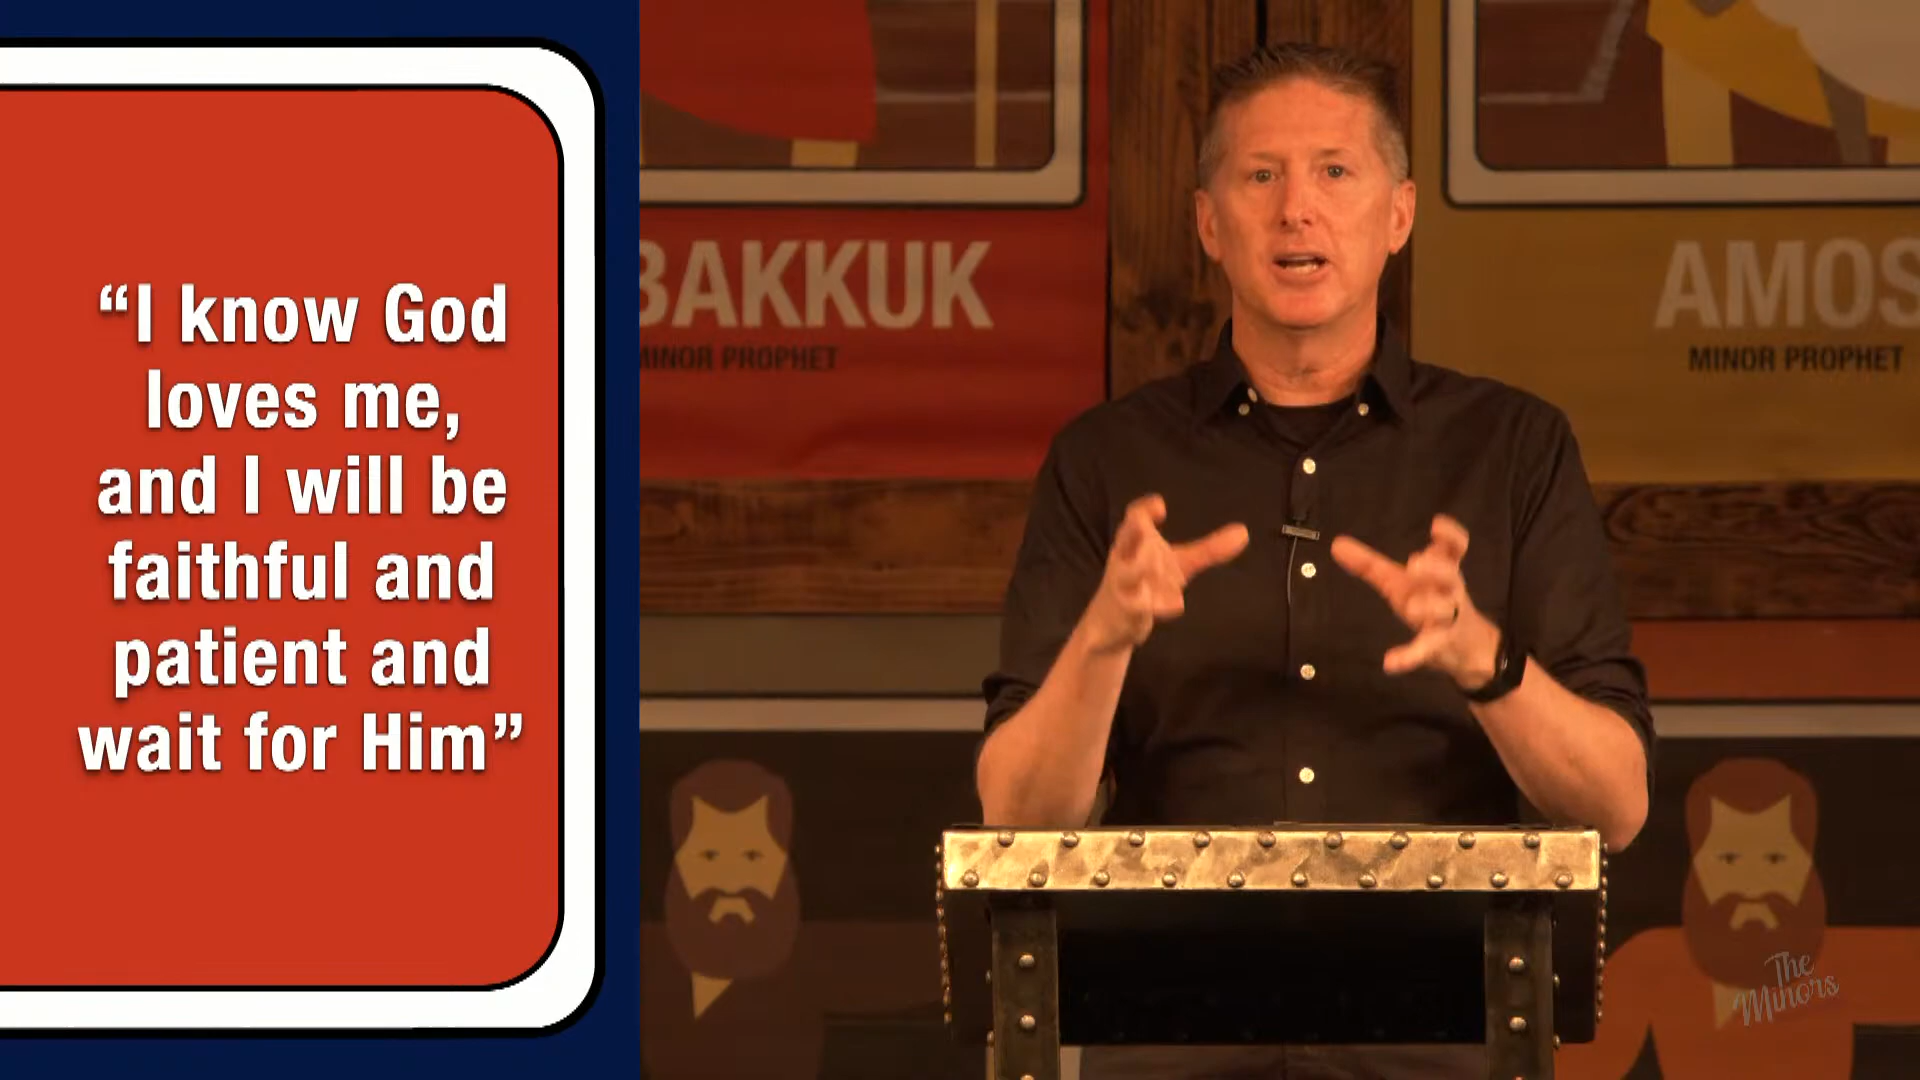 “I know God
loves me,
and I will be
faithful and
patient and
wait for Him”
BAKKUK
MINOR PROPHET
AMOS
MINOR PROPHET
The
Minors